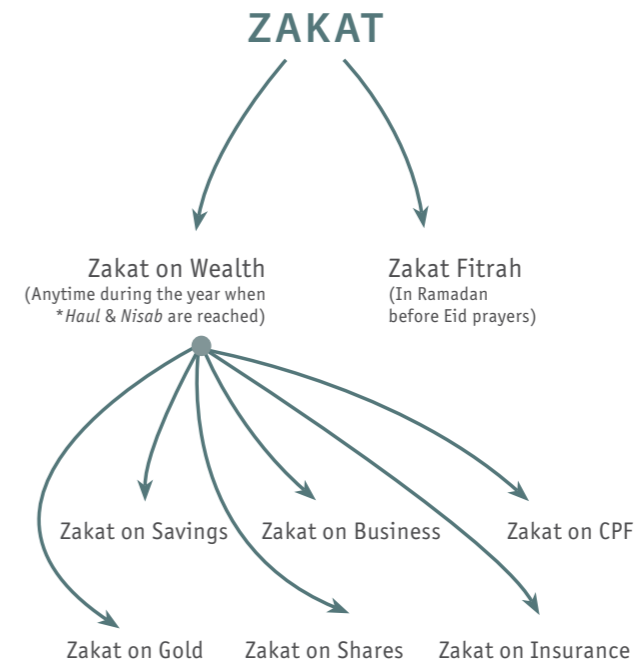 ZAKAT
Zakat on Wealth
(Anytime during the year when
*Haul & Nisab are reached)
Zakat Fitrah
(In Ramadan
before Eid prayers)
Zakat on Savings
Zakat on Business
Zakat on CPF
Zakat on Gold
Zakat on Shares
Zakat on Insurance